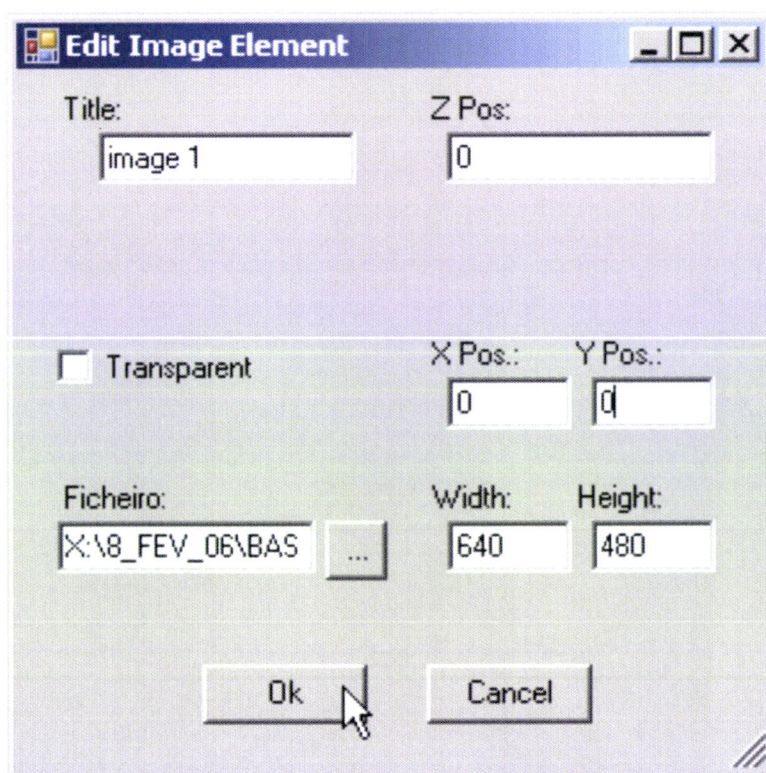 Edit Image Element
Title: Z Pos:
image 1 0
Transparent X Pos.: Y Pos.:
0 0
Ficheiro: Width: Height:
X:\8_FEV_06\BAS ... 640 480
Ok Cancel